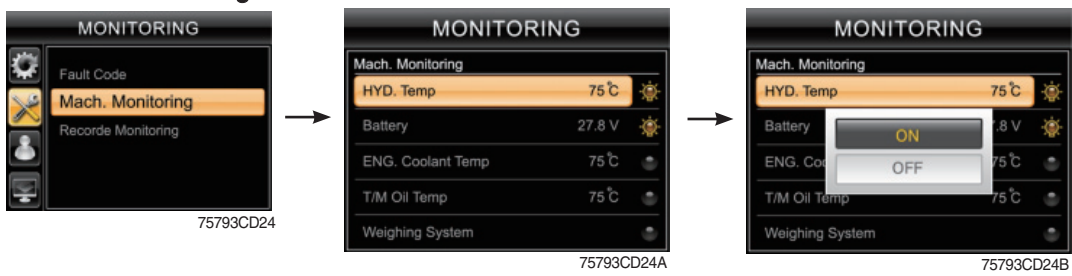 MONITORING
Fault Code
Mach. Monitoring
Recorde Monitoring
75793CD24
MONITORING
Mach. Monitoring
HYD. Temp 75℃
Battery 27.8 V
ENG. Coolant Temp 75℃
T/M Oil Temp 75℃
Weighing System
75793CD24A
MONITORING
Mach. Monitoring
HYD. Temp 75℃
Battery .8 V
ON
ENG. Coo 75℃
OFF
T/M Oil Temp 75℃
Weighing System
75793CD24B